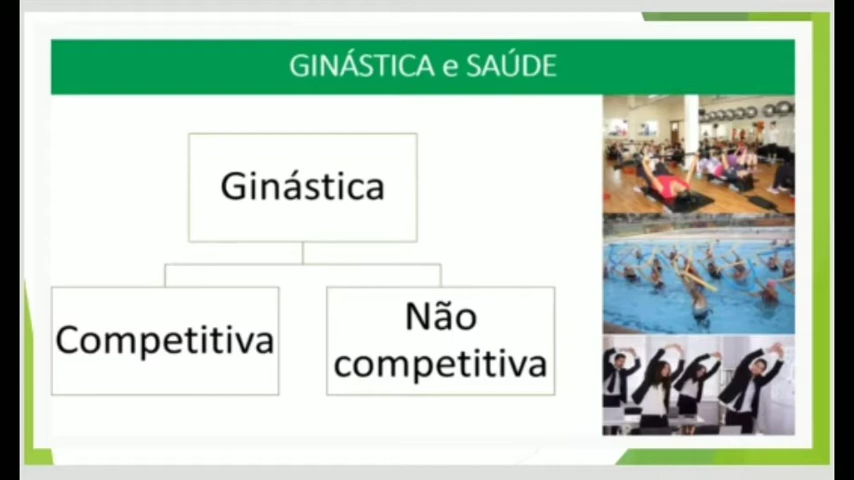 GINÁSTICA e SAÚDE
Ginástica
Competitiva
Não
competitiva